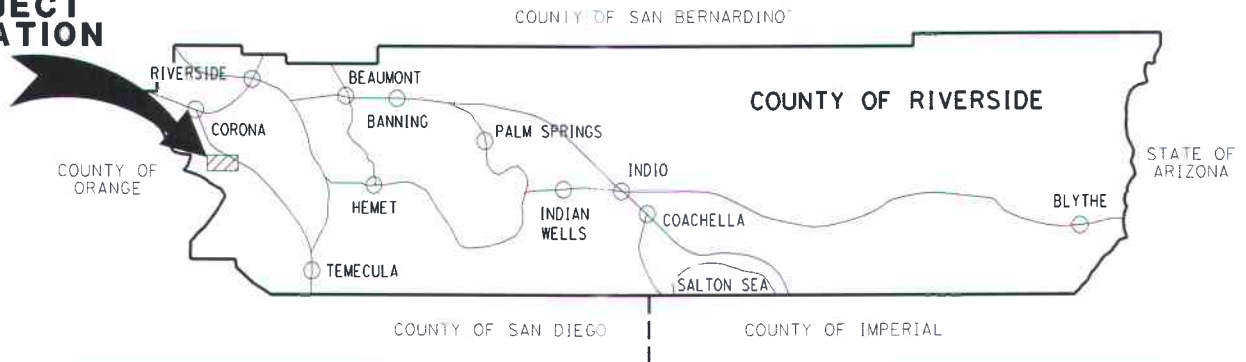 JECT
ATION
COUNTY OF SAN BERNARDINO
RIVERSIDE
BEAUMONT
COUNTY OF RIVERSIDE
CORONA
BANNING
PALM SPRINGS
COUNTY OF
ORANGE
STATE OF
ARIZONA
INDIO
HEMET
INDIAN
WELLS
COACHELLA
BLYTHE
TEMECULA
SALTON SEA
COUNTY OF SAN DIEGO
COUNTY OF IMPERIAL